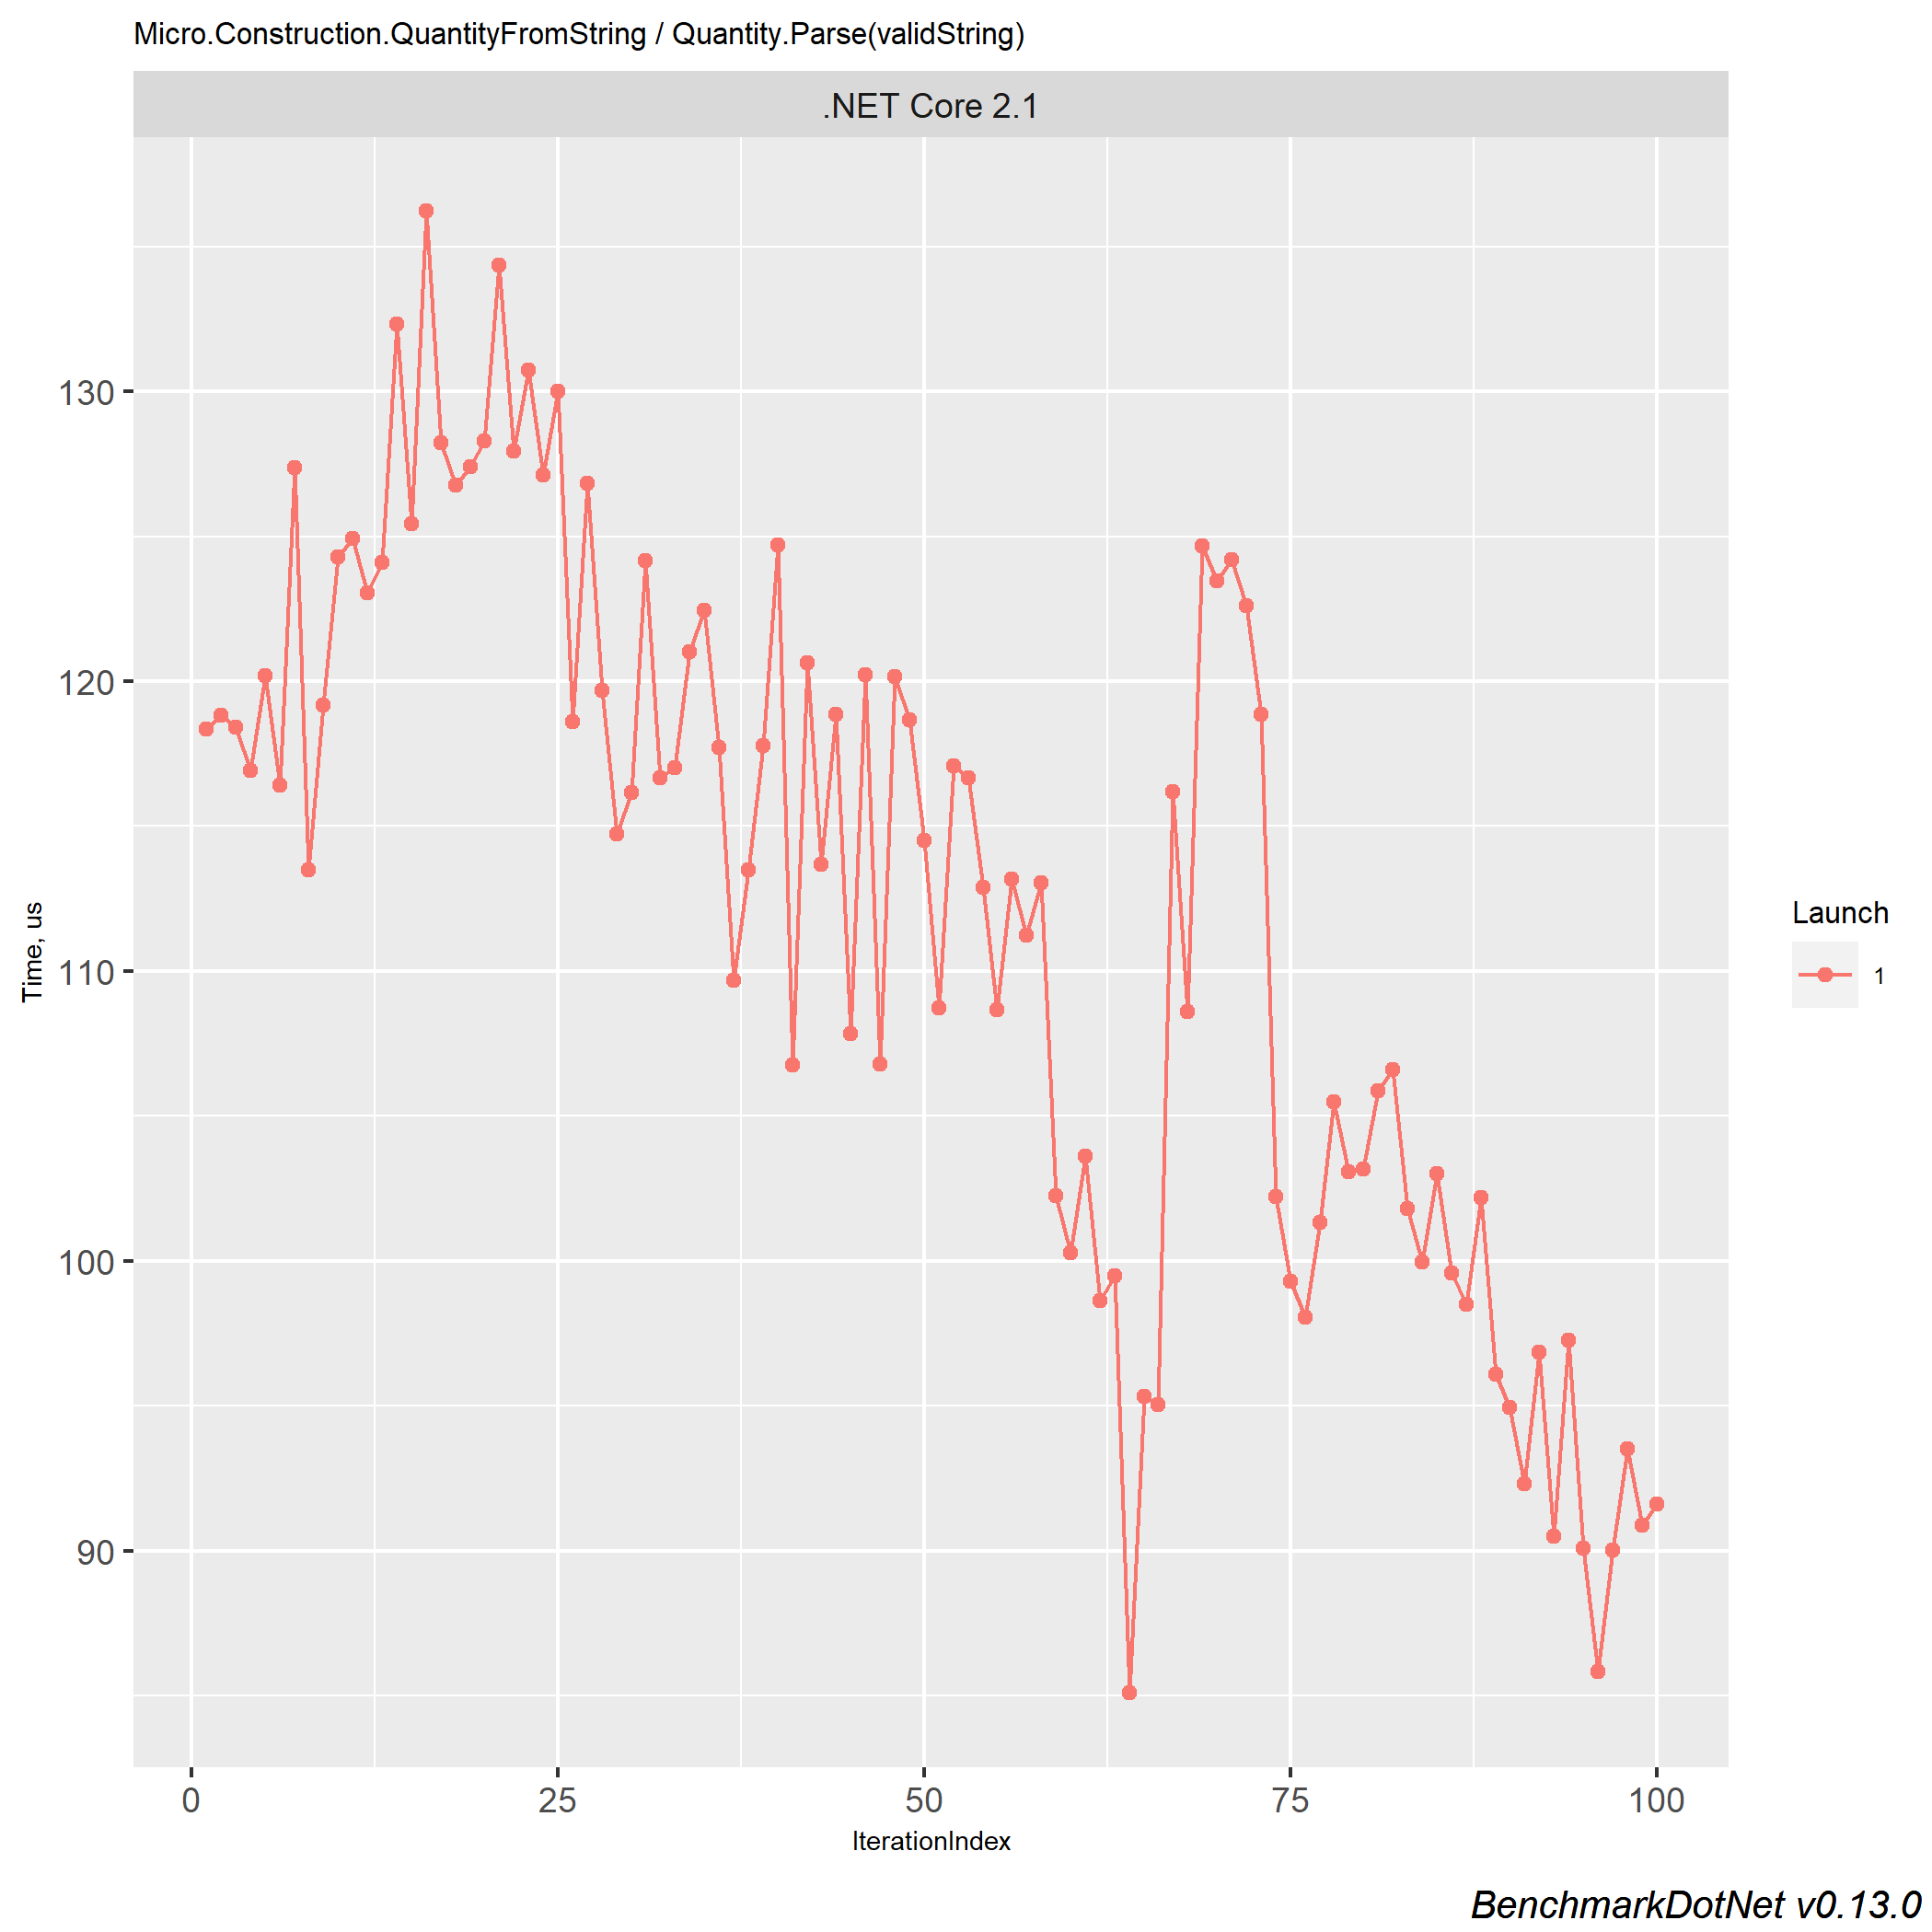 Micro.Construction.QuantityFromString / Quantity.Parse(validString)
.NET Core 2.1
130
120
110
100
90
Time, us
0 25 50 75 100
IterationIndex
Launch
1
BenchmarkDotNet v0.13.0